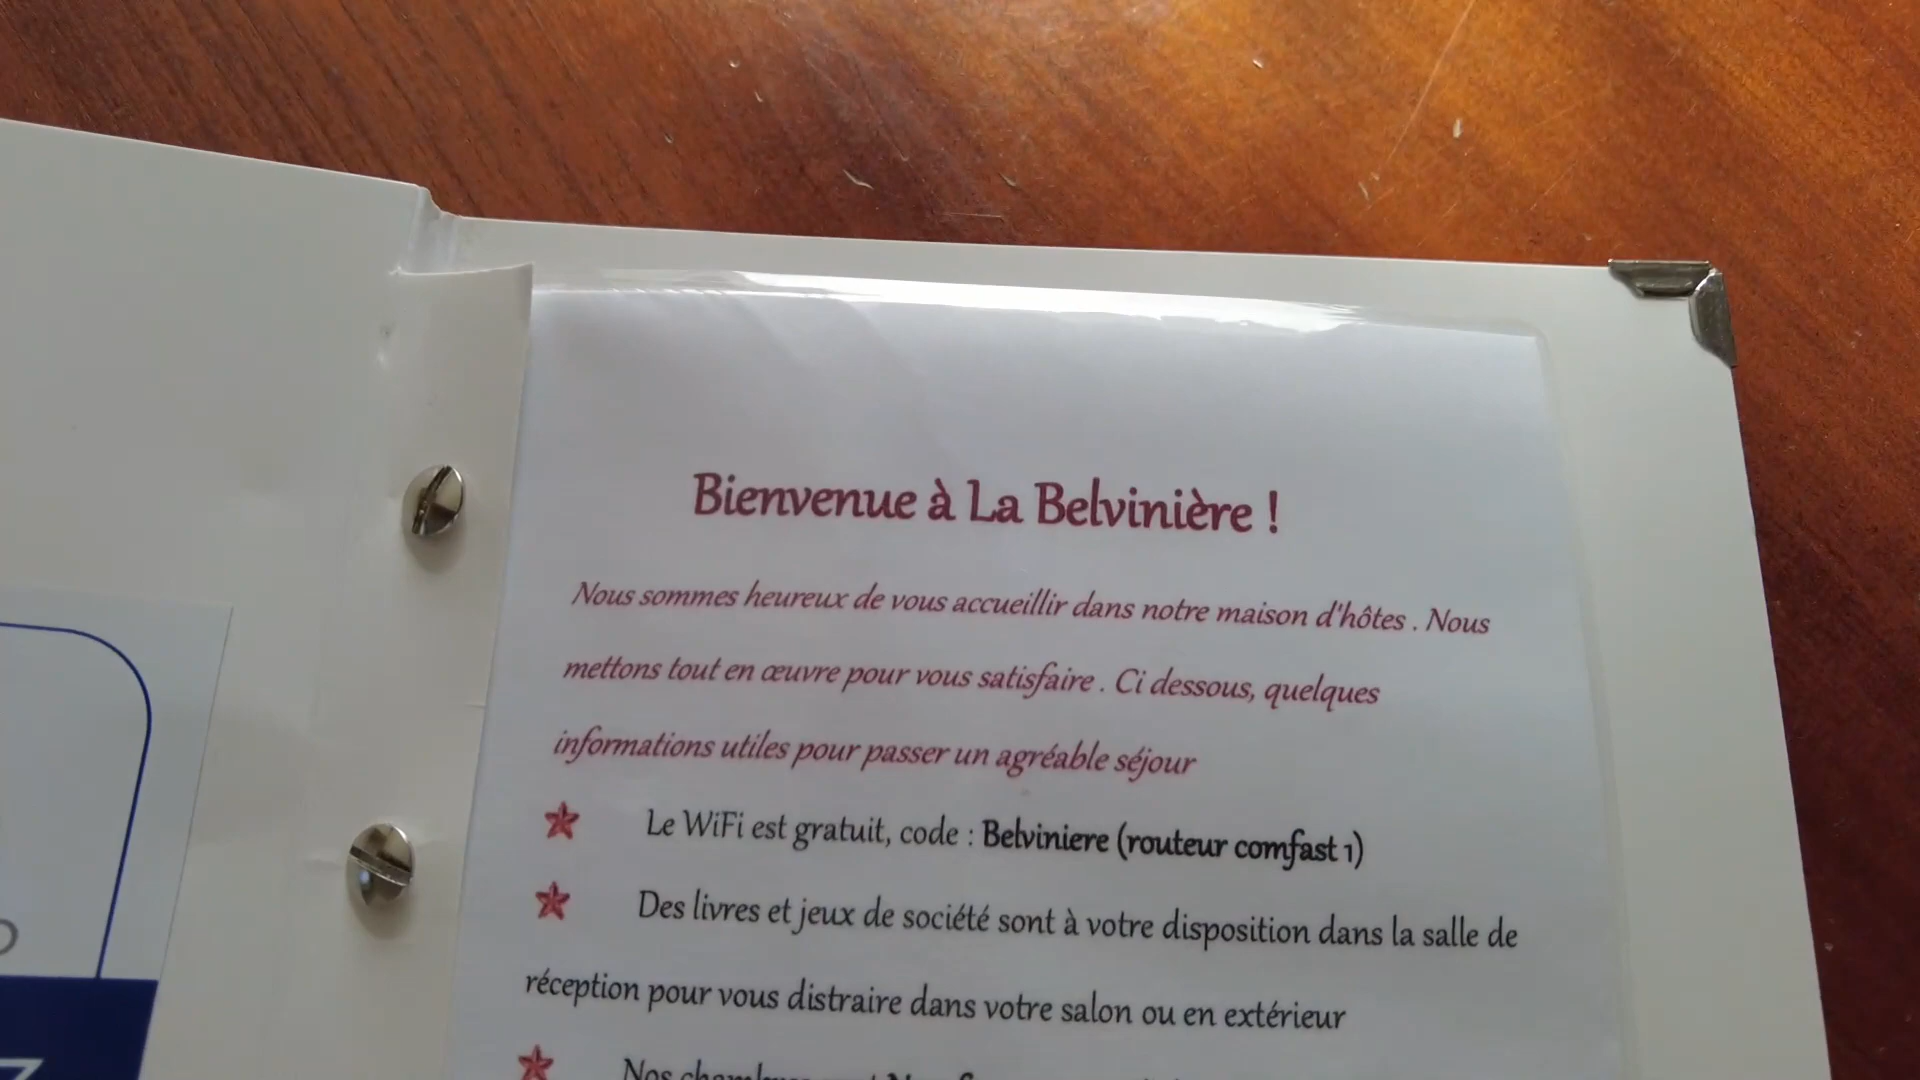 Bienvenue à La Belvinière !
Nous sommes heureux de vous accueillir dans notre maison d'hôtes . Nous
mettons tout en œuvre pour vous satisfaire . Ci dessous, quelques
informations utiles pour passer un agréable séjour
Le WiFi est gratuit, code : Belviniere (routeur comfast 1)
Des livres et jeux de société sont à votre disposition dans la salle de
réception pour vous distraire dans votre salon ou en extérieur
Nos